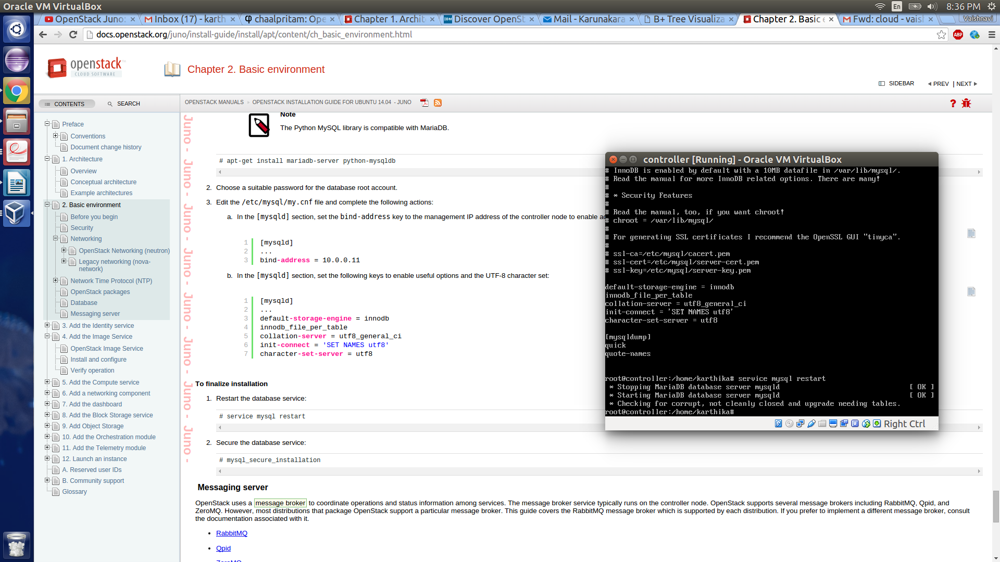 Oracle VM VirtualBox
En
8:36 PM
OpenStack Juno:
Inbox (17) - karth
chaalpritam: Ope
Chapter 1. Archit
IBM
Discover OpenSt
Mail - Karunakara
B+ Tree Visualiza
Chapter 2. Basic e
Fwd: cloud - vais
Vaishnavi
docs.openstack.org/juno/install-guide/install/apt/content/ch_basic_environment.html
ABP
openstack
CLOUD SOFTWARE
Chapter 2. Basic environment
SIDEBAR
PREV | NEXT
CONTENTS
SEARCH
OPENSTACK MANUALS
OPENSTACK INSTALLATION GUIDE FOR UBUNTU 14.04 - JUNO
Preface
Conventions
Document change history
1. Architecture
Overview
Conceptual architecture
Example architectures
2. Basic environment
Before you begin
Security
Networking
OpenStack Networking (neutron)
Legacy networking (nova-
network)
Network Time Protocol (NTP)
OpenStack packages
Database
Messaging server
3. Add the Identity service
4. Add the Image Service
OpenStack Image Service
Install and configure
Verify operation
5. Add the Compute service
6. Add a networking component
7. Add the dashboard
8. Add the Block Storage service
9. Add Object Storage
10. Add the Orchestration module
11. Add the Telemetry module
12. Launch an instance
A. Reserved user IDs
B. Community support
Glossary
Juno - Juno - Juno - Juno - Juno - Juno - Juno - Juno -
Note
The Python MySQL library is compatible with MariaDB.
# apt-get install mariadb-server python-mysqldb
2. Choose a suitable password for the database root account.
3. Edit the /etc/mysql/my.cnf file and complete the following actions:
a. In the [mysqld] section, set the bind-address key to the management IP address of the controller node to enable ac
1 [mysqld]
2 ...
3 bind-address = 10.0.0.11
b. In the [mysqld] section, set the following keys to enable useful options and the UTF-8 character set:
1 [mysqld]
2 ...
3 default-storage-engine = innodb
4 innodb_file_per_table
5 collation-server = utf8_general_ci
6 init-connect = 'SET NAMES utf8'
7 character-set-server = utf8
To finalize installation
1. Restart the database service:
# service mysql restart
2. Secure the database service:
# mysql_secure_installation
Messaging server
OpenStack uses a message broker to coordinate operations and status information among services. The message broker service typically runs on the controller node. OpenStack supports several message brokers including RabbitMQ, Qpid, and
ZeroMQ. However, most distributions that package OpenStack support a particular message broker. This guide covers the RabbitMQ message broker which is supported by each distribution. If you prefer to implement a different message broker, consult
the documentation associated with it.
• RabbitMQ
• Qpid
ZeroMQ
controller [Running] - Oracle VM VirtualBox
# InnoDB is enabled by default with a 10MB datafile in /var/lib/mysql/.
# Read the manual for more InnoDB related options. There are many!
#
# * Security Features
#
# Read the manual, too, if you want chroot!
# chroot = /var/lib/mysql/
#
# For generating SSL certificates I recommend the OpenSSL GUI "tinyca".
#
# ssl-ca=/etc/mysql/cacert.pem
# ssl-cert=/etc/mysql/server-cert.pem
# ssl-key=/etc/mysql/server-key.pem
default-storage-engine = innodb
innodb_file_per_table
collation-server = utf8_general_ci
init-connect = 'SET NAMES utf8'
character-set-server = utf8
[mysqldump]
quick
quote-names
root@controller:/home/karthika# service mysql restart
* Stopping MariaDB database server mysqld [ OK ]
* Starting MariaDB database server mysqld [ OK ]
* Checking for corrupt, not cleanly closed and upgrade needing tables.
root@controller:/home/karthika#
Right Ctrl